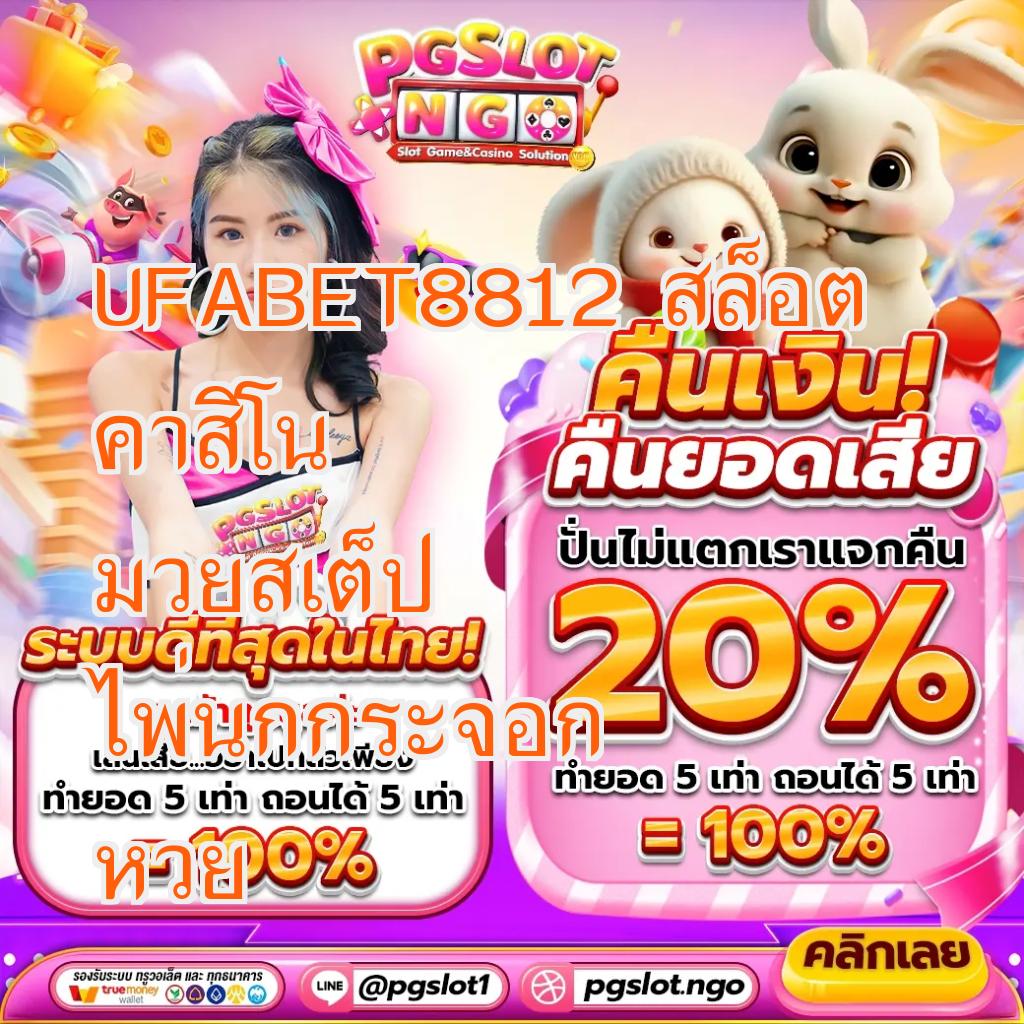 PGSLOT
NGO
Slot Game&Casino Solution
UFABET8812 สล็อต
คาสิโน
มวยสเต็ป
ไพ่นกกระจอก
หวย
PGSLOT
NGO
คืนเงิน!
คืนยอดเสีย
ปั่นไม่แตกเราแจกคืน
20%
ทำยอด 5 เท่า ถอนได้ 5 เท่า
= 100%
ระบบดีที่สุดในไทย!
ทำยอด 5 เท่า ถอนได้ 5 เท่า
100%
คลิกเลย
รองรับระบบ ทรูวอเล็ต และ ทุกธนาคาร
truemoney
wallet
LINE @pgslot1
pgslot.ngo